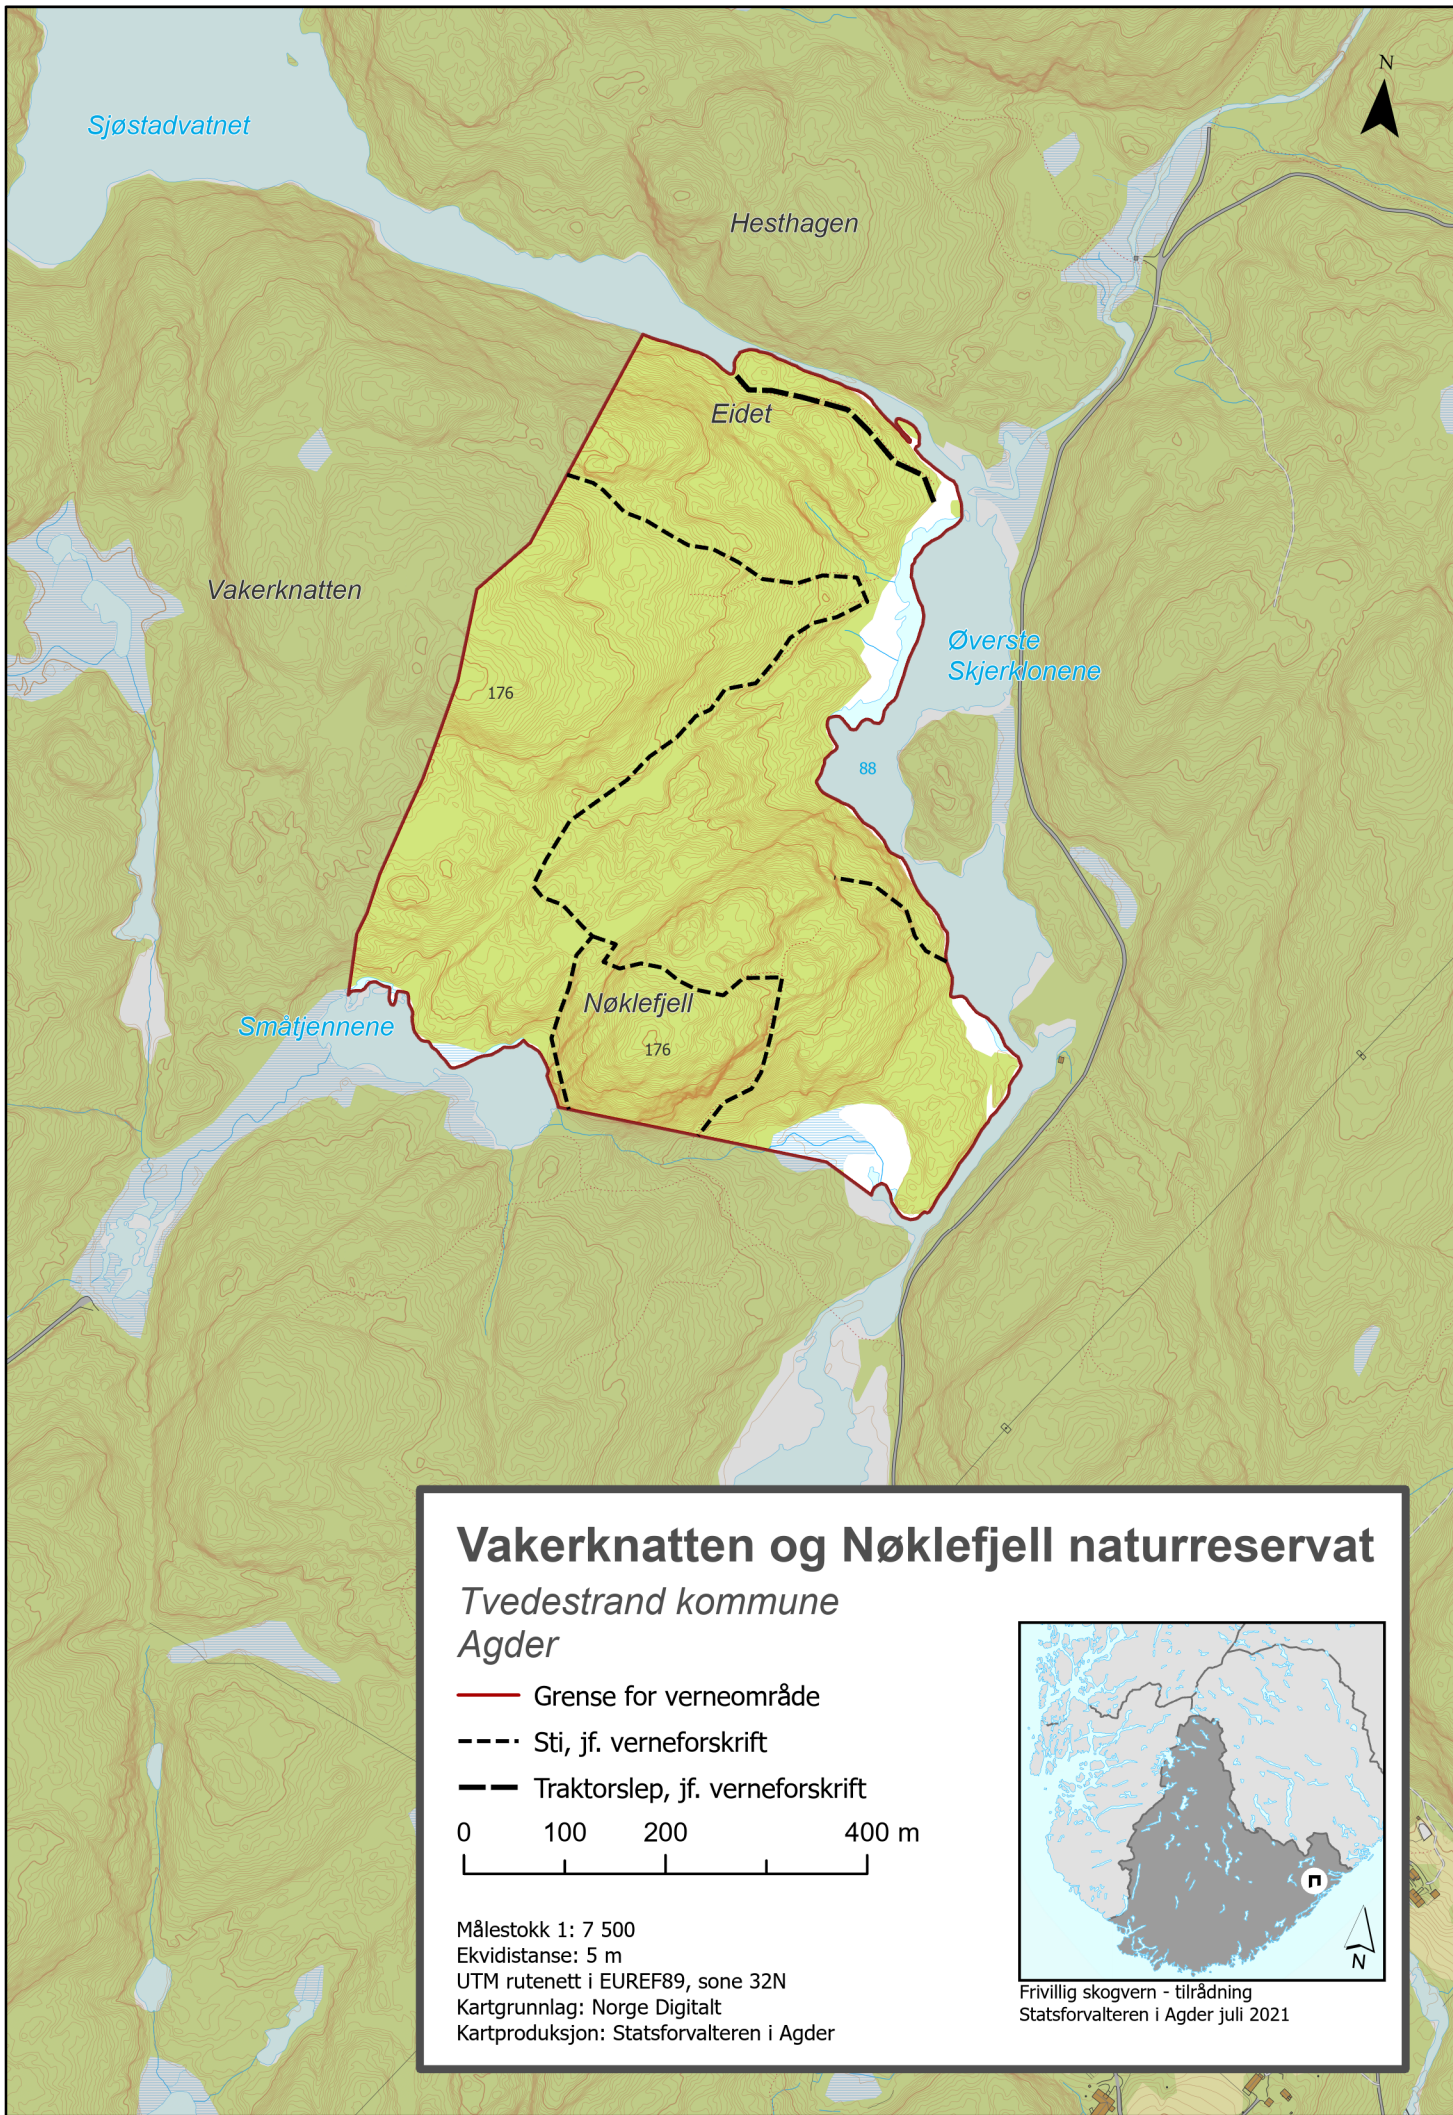 N
Sjøstadvatnet
Hesthagen
Eidet
Vakerknatten
Øverste
Skjerklonene
176
88
Nøklefjell
Småtjennene
176
Vakerknatten og Nøklefjell naturreservat
Tvedestrand kommune
Agder
Grense for verneområde
Sti, jf. verneforskrift
Traktorslep, jf. verneforskrift
0 100 200 400 m
Målestokk 1: 7 500
Ekvidistanse: 5 m
UTM rutenett i EUREF89, sone 32N
Kartgrunnlag: Norge Digitalt
Kartproduksjon: Statsforvalteren i Agder
N
Frivillig skogvern - tilrådning
Statsforvalteren i Agder juli 2021